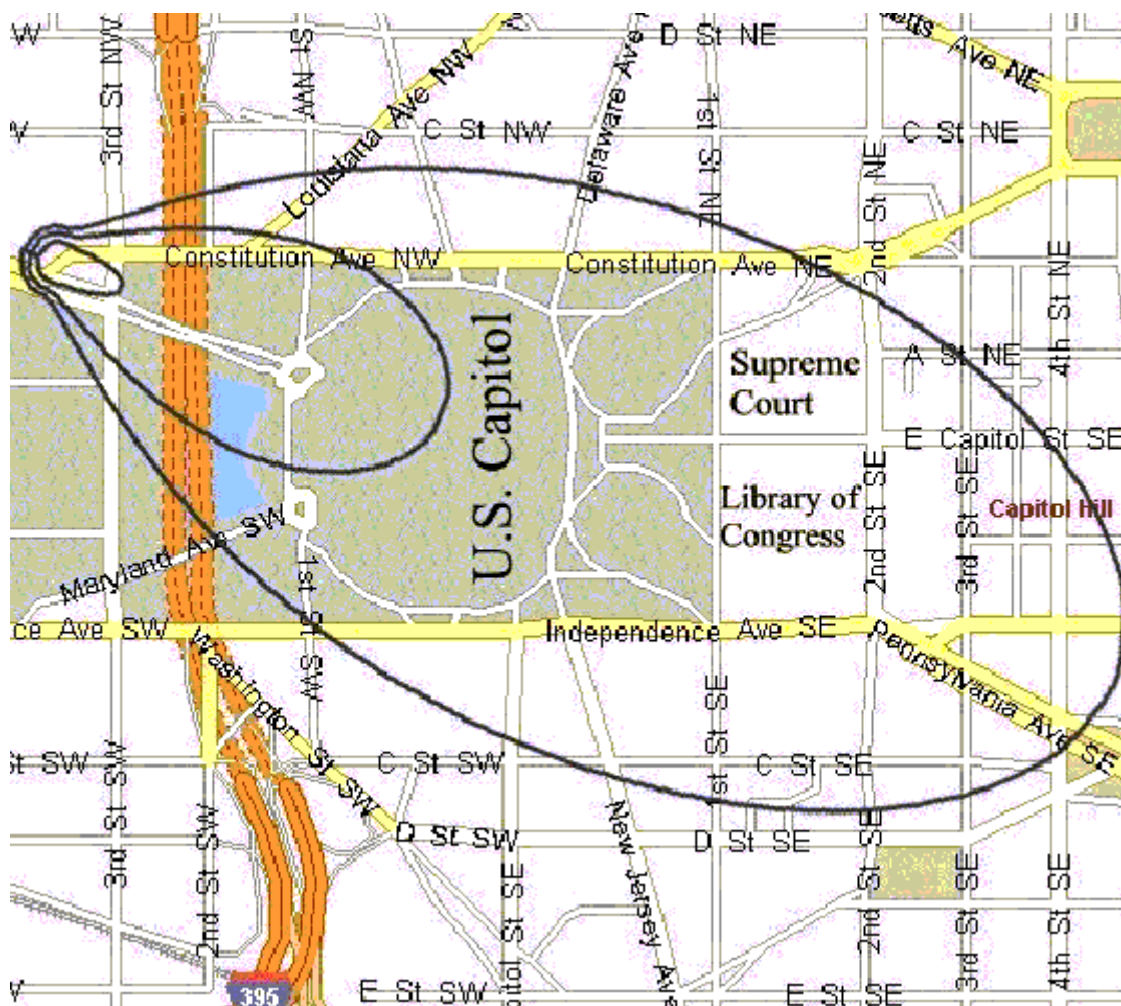 W
3rd St NW
St NW
Louisiana Ave NW
D St NE
Delaware Ave
1st St NE
etts Ave NE
C St NW
C St NE
2nd St NE
Constitution Ave NW
Constitution Ave NE
4th St NE
A St NE
U.S. Capitol
Supreme
Court
E Capitol St SE
Library of
Congress
Capitol Hill
2nd St SE
3rd St SE
Maryland Ave SW
1st St SW
ce Ave SW
Independence Ave SE
Pennsylvania Ave SE
Washington St SW
St SW
C St SW
1st St SE
C St SE
3rd St SW
2nd St SW
D St SW
New Jersey Ave
D St SE
pitol St SE
2nd St SE
3rd St SE
4th St SE
395
E St SW
E St SE